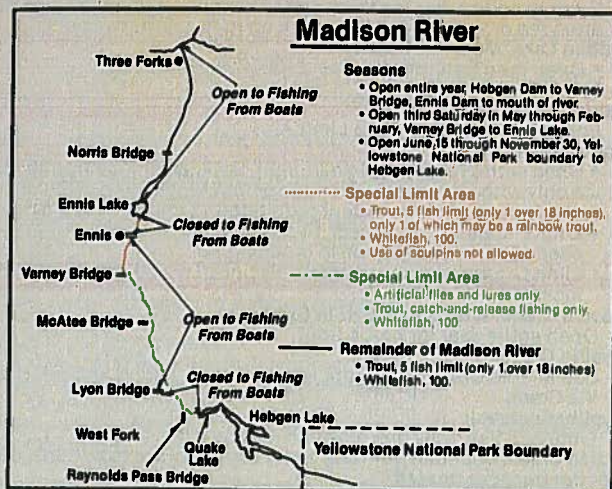 Madison River
Three Forks
Open to Fishing
From Boats
Norris Bridge
Ennis Lake
Ennis
Closed to Fishing
From Boats
Varney Bridge
McAtee Bridge
Open to Fishing
From Boats
Lyon Bridge
Closed to Fishing
From Boats
West Fork
Hebgen Lake
Quake
Lake
Raynolds Pass Bridge
Yellowstone National Park Boundary
Seasons
• Open entire year, Hebgen Dam to Varney
Bridge, Ennis Dam to mouth of river.
• Open third Saturday in May through Feb-
ruary, Varney Bridge to Ennis Lake.
• Open June 15 through November 30, Yel-
lowstone National Park boundary to
Hebgen Lake.
Special Limit Area
• Trout, 5 fish limit (only 1 over 18 inches),
only 1 of which may be a rainbow trout.
• Whitefish, 100.
• Use of sculpins not allowed.
Special Limit Area
• Artificial flies and lures only
• Trout, catch-and-release fishing only.
• Whitefish, 100
Remainder of Madison River
• Trout, 5 fish limit (only 1 over 18 inches)
• Whitefish, 100.